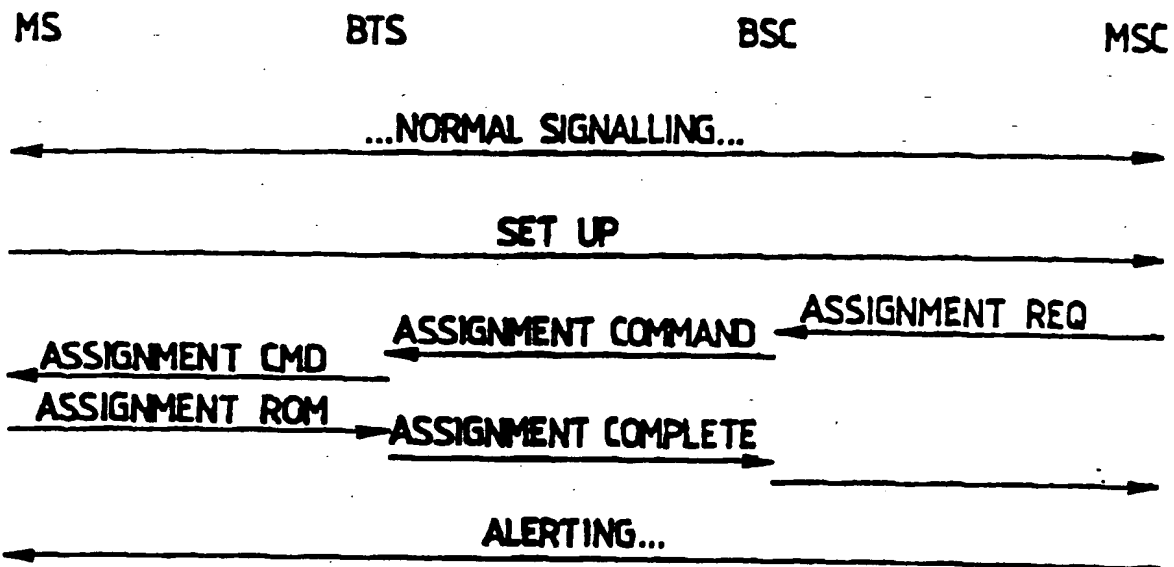 MS BTS BSC MSC
...NORMAL SIGNALLING...
SET UP
ASSIGNMENT REQ
ASSIGNMENT COMMAND
ASSIGNMENT CMD
ASSIGNMENT ROM
ASSIGNMENT COMPLETE
ALERTING...